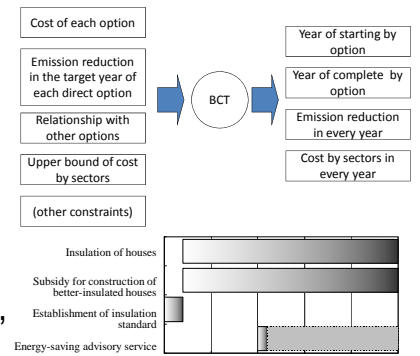 Cost of each option
Emission reduction
in the target year of
each direct option
Relationship with
other options
Upper bound of cost
by sectors
(other constraints)
BCT
Year of starting by
option
Year of complete by
option
Emission reduction
in every year
Cost by sectors in
every year
Insulation of houses
Subsidy for construction of
better-insulated houses
,
Establishment of insulation
standard
Energy-saving advisory service